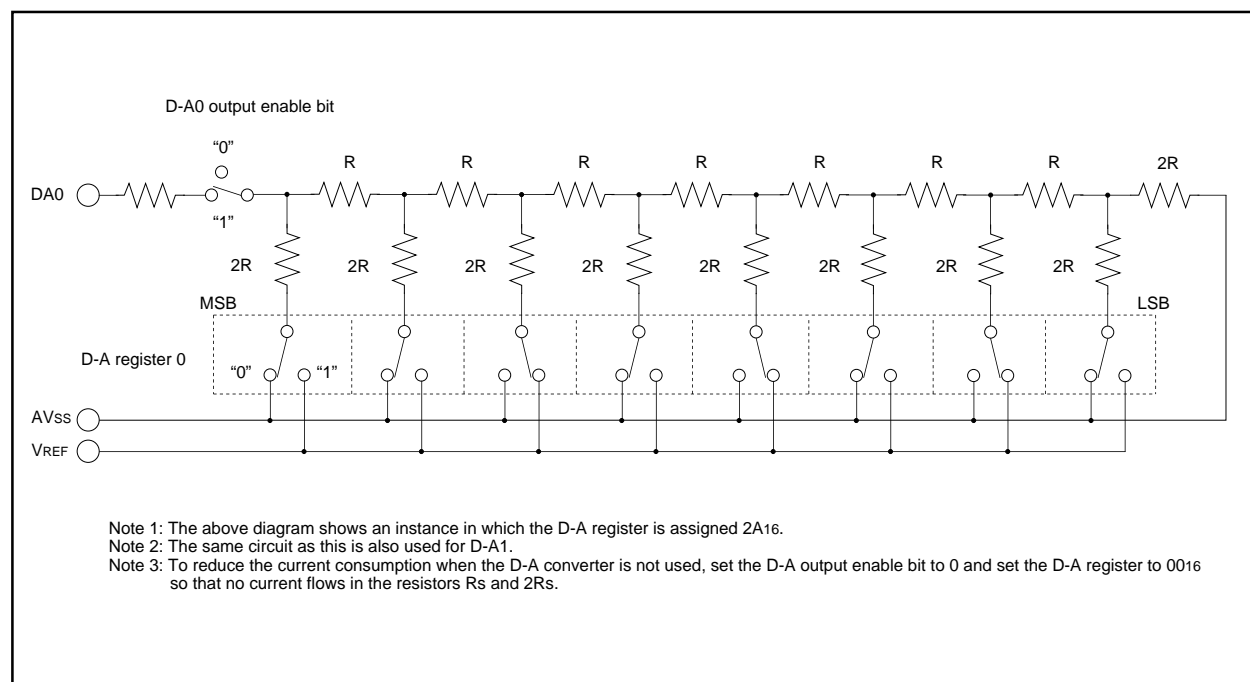 D-A0 output enable bit
“0”
R R R R R R R 2R
DA0
“1”
2R 2R 2R 2R 2R 2R 2R 2R
MSB LSB
D-A register 0
“0” “1”
AVSS
VREF
Note 1: The above diagram shows an instance in which the D-A register is assigned 2A16.
Note 2: The same circuit as this is also used for D-A1.
Note 3: To reduce the current consumption when the D-A converter is not used, set the D-A output enable bit to 0 and set the D-A register to 0016
so that no current flows in the resistors Rs and 2Rs.